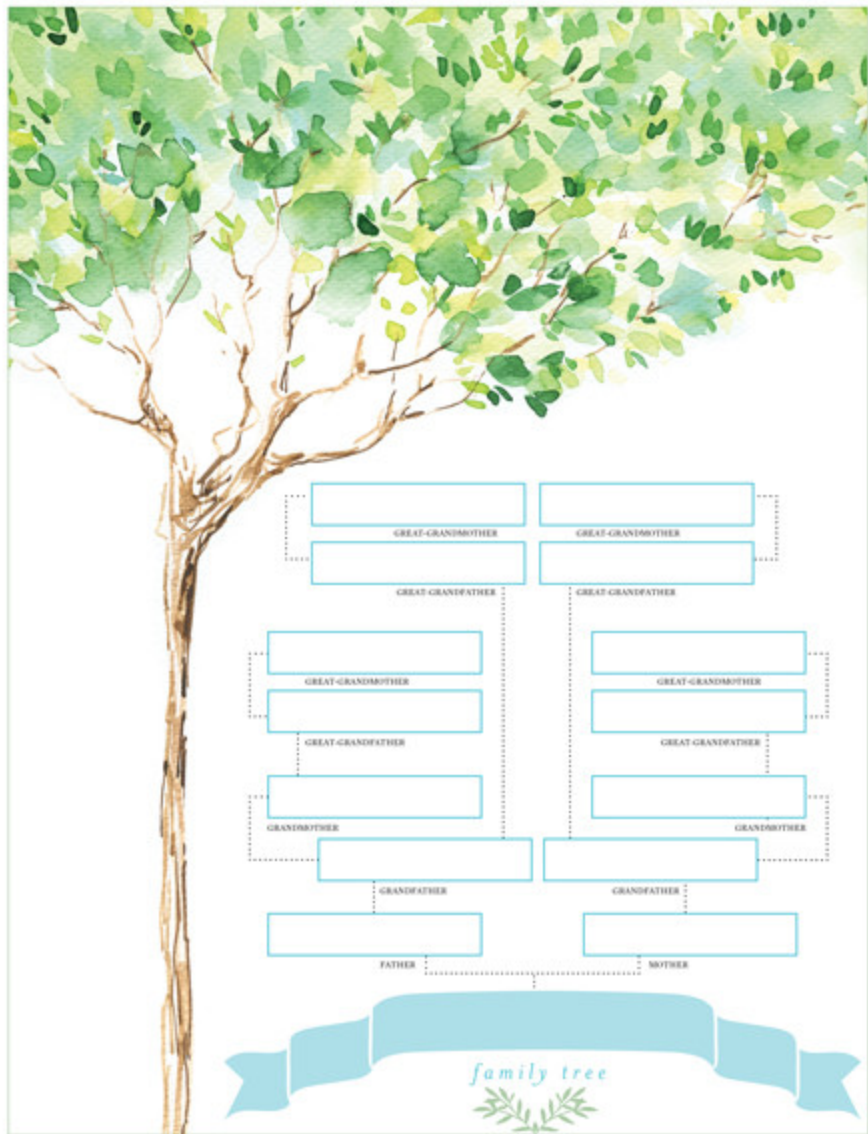 GREAT-GRANDMOTHER GREAT-GRANDMOTHER
GREAT-GRANDFATHER GREAT-GRANDFATHER
GREAT-GRANDMOTHER GREAT-GRANDMOTHER
GREAT-GRANDFATHER GREAT-GRANDFATHER
GRANDMOTHER GRANDMOTHER
GRANDFATHER GRANDFATHER
FATHER MOTHER
family tree